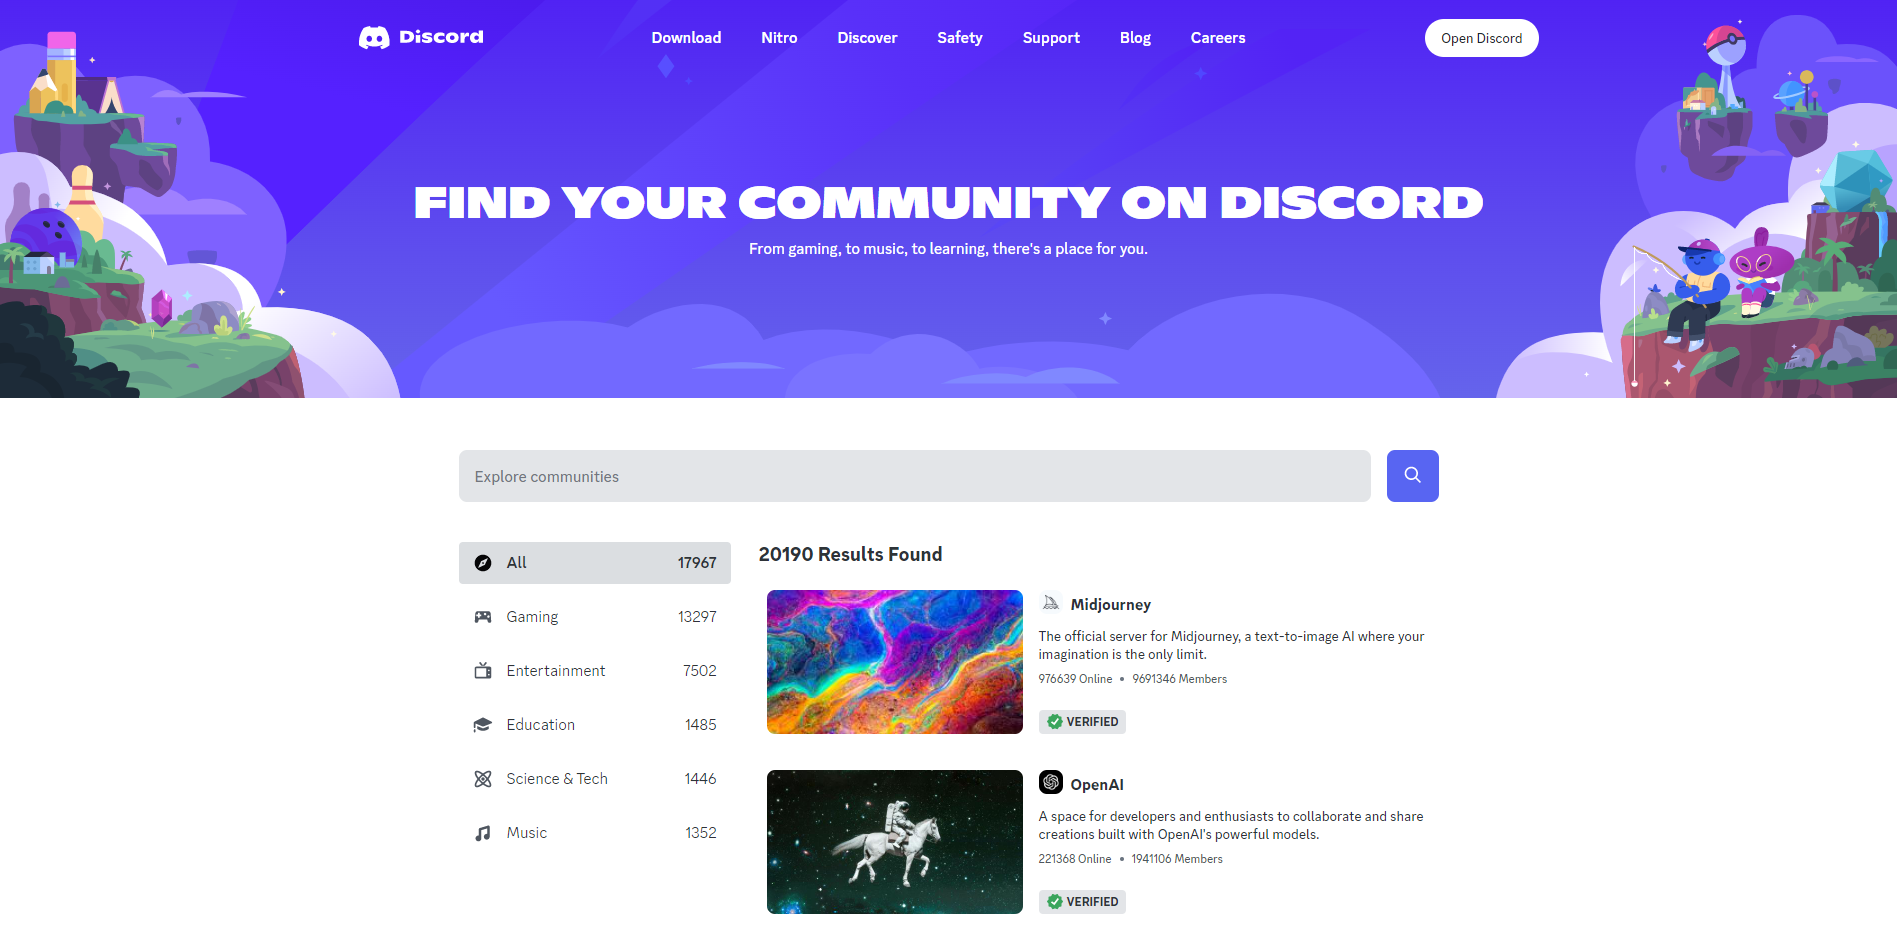 Discord
Download Nitro Discover Safety Support Blog Careers
Open Discord
FIND YOUR COMMUNITY ON DISCORD
From gaming, to music, to learning, there's a place for you.
Explore communities
All 17967
Gaming 13297
Entertainment 7502
Education 1485
Science & Tech 1446
Music 1352
20190 Results Found
Midjourney
The official server for Midjourney, a text-to-image AI where your
imagination is the only limit.
976639 Online • 9691346 Members
VERIFIED
OpenAI
A space for developers and enthusiasts to collaborate and share
creations built with OpenAI's powerful models.
221368 Online • 1941106 Members
VERIFIED